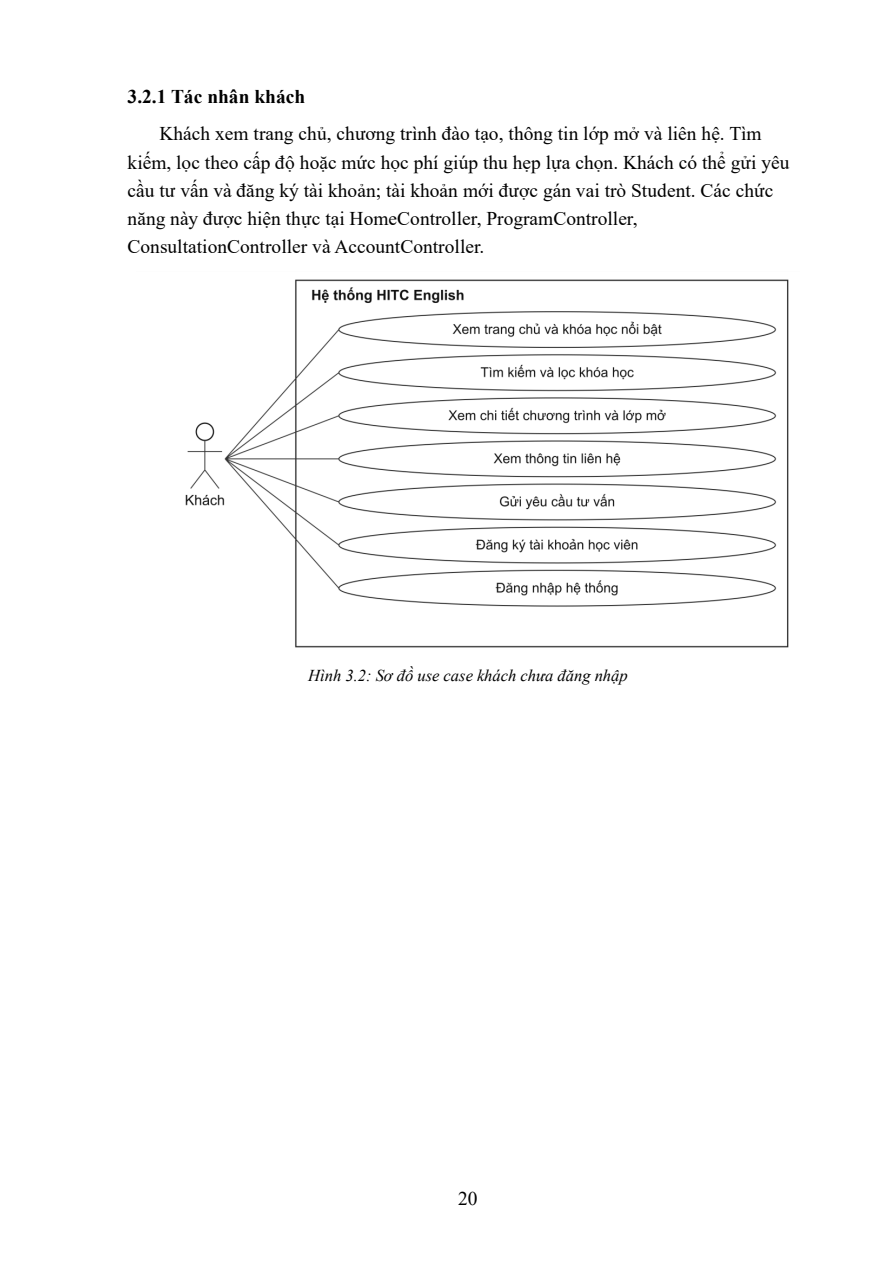 3.2.1 Tác nhân khách
Khách xem trang chủ, chương trình đào tạo, thông tin lớp mở và liên hệ. Tìm
kiếm, lọc theo cấp độ hoặc mức học phí giúp thu hẹp lựa chọn. Khách có thể gửi yêu
cầu tư vấn và đăng ký tài khoản; tài khoản mới được gán vai trò Student. Các chức
năng này được hiện thực tại HomeController, ProgramController,
ConsultationController và AccountController.
Hệ thống HITC English
Xem trang chủ và khóa học nổi bật
Tìm kiếm và lọc khóa học
Xem chi tiết chương trình và lớp mở
Xem thông tin liên hệ
Khách
Gửi yêu cầu tư vấn
Đăng ký tài khoản học viên
Đăng nhập hệ thống
Hình 3.2: Sơ đồ use case khách chưa đăng nhập
20